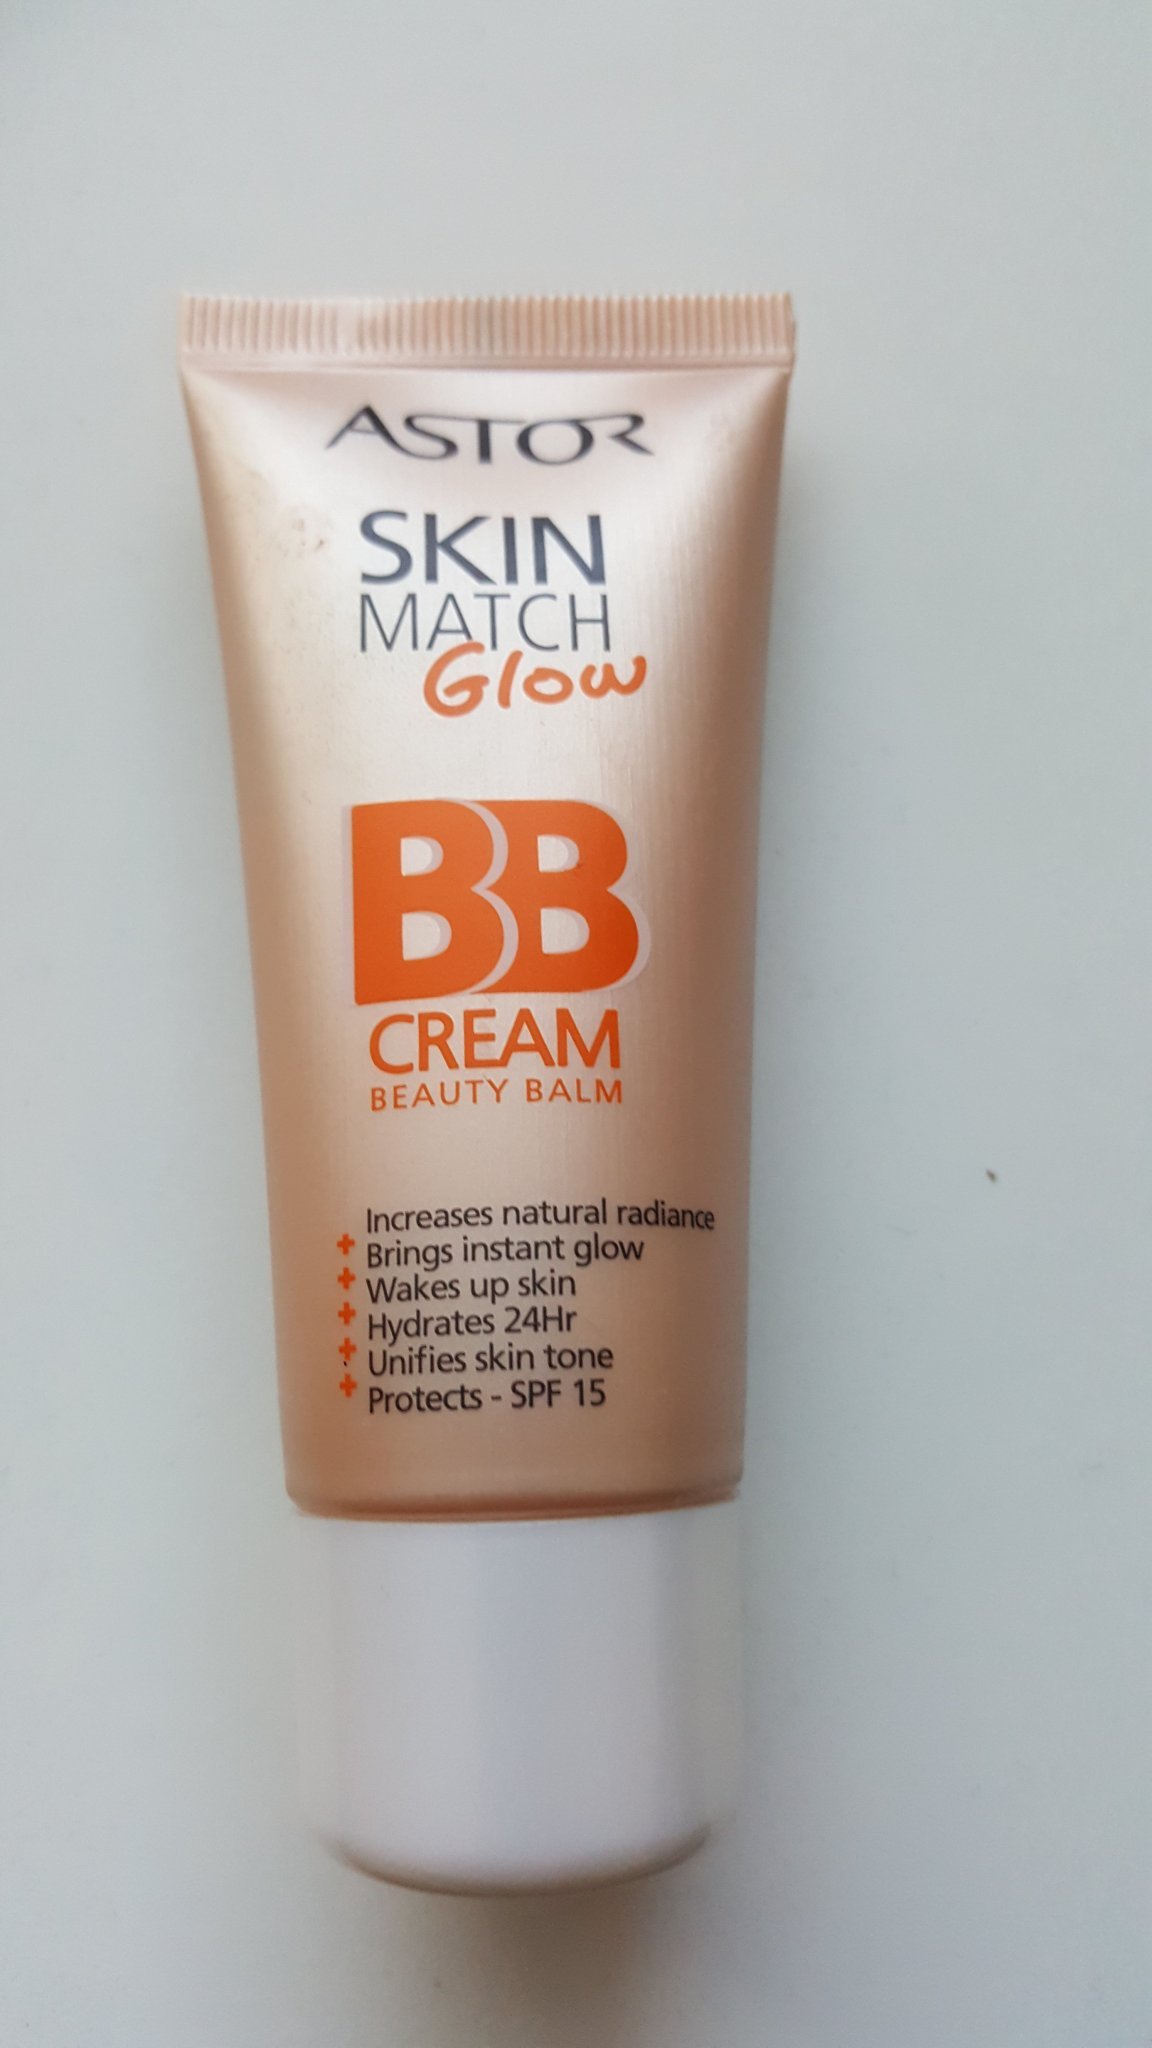 ASTOR
SKIN
MATCH
Glow
BB
CREAM
BEAUTY BALM
Increases natural radiance
+ Brings instant glow
+ Wakes up skin
+ Hydrates 24Hr
+ Unifies skin tone
+ Protects - SPF 15